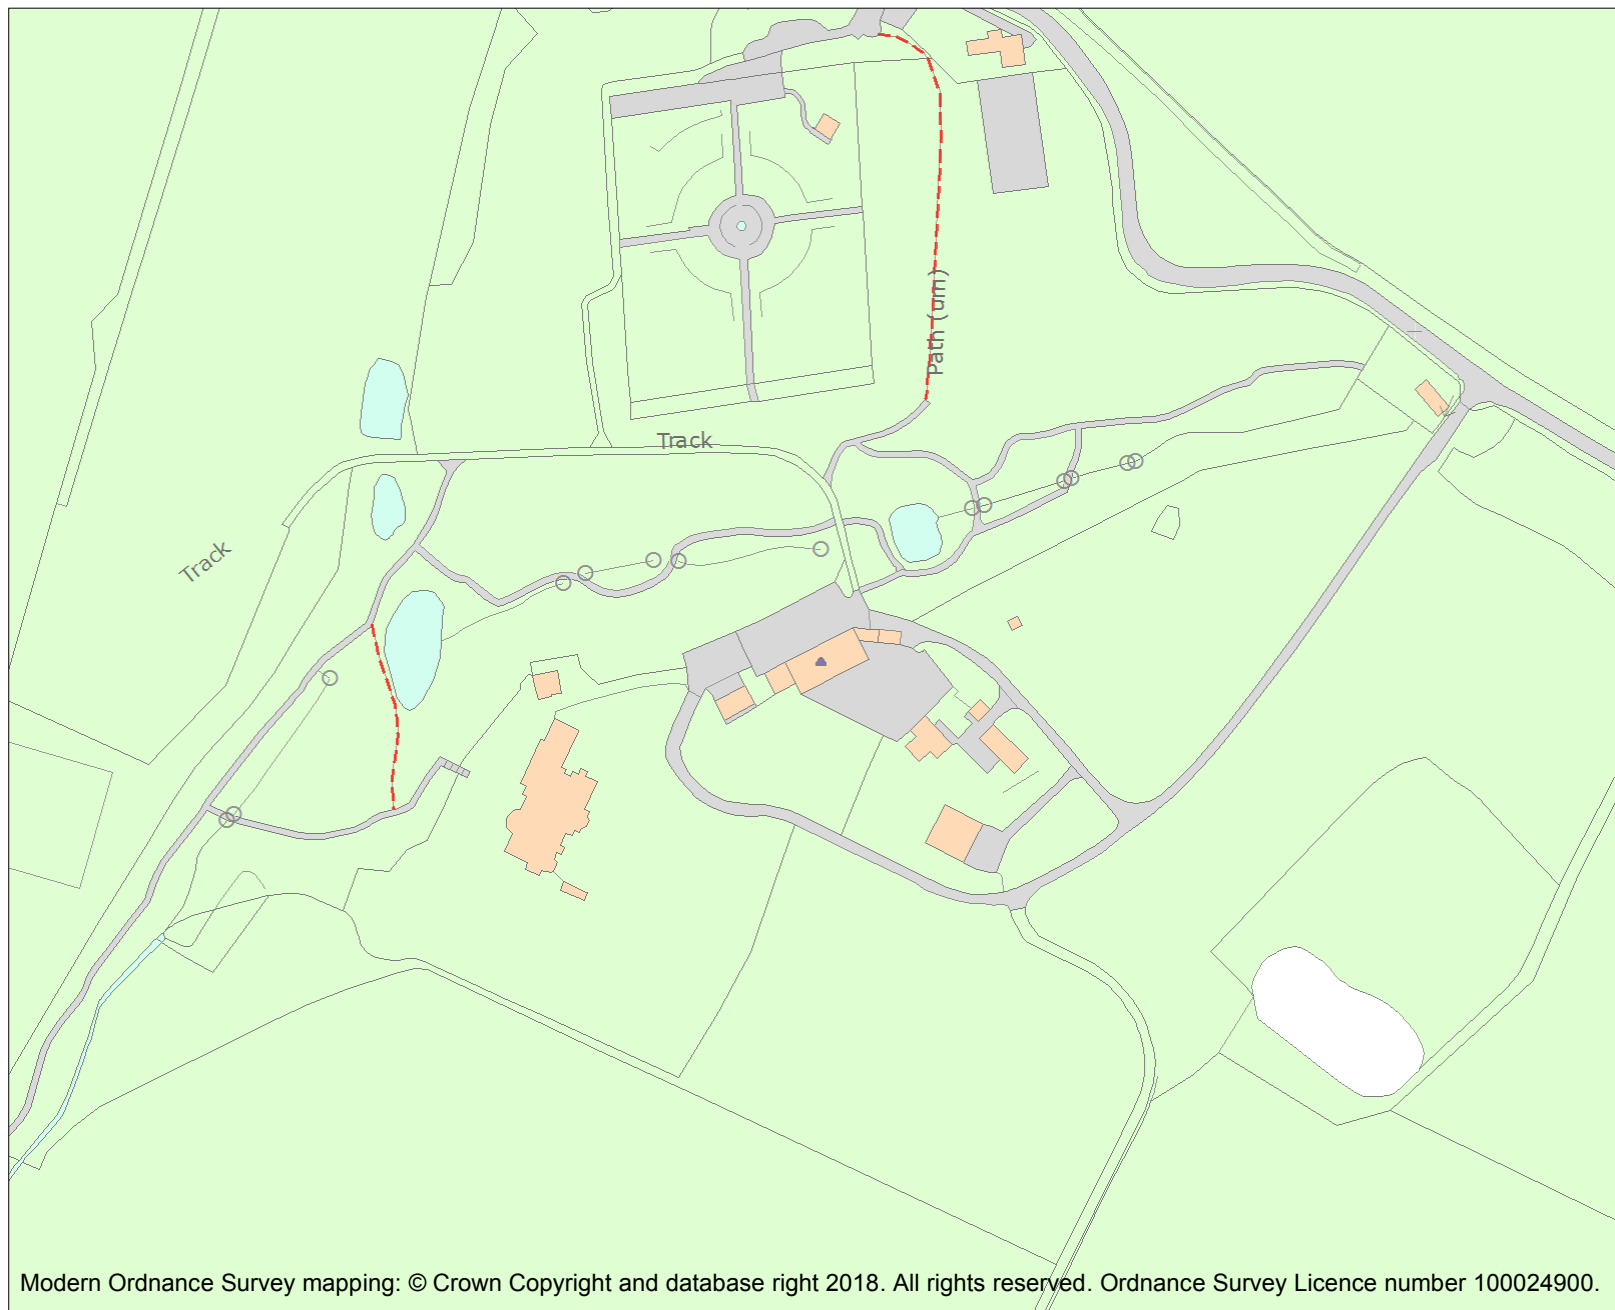 Path (um)
Track
Track
Modern Ordnance Survey mapping: © Crown Copyright and database right 2018. All rights reserved. Ordnance Survey Licence number 100024900.